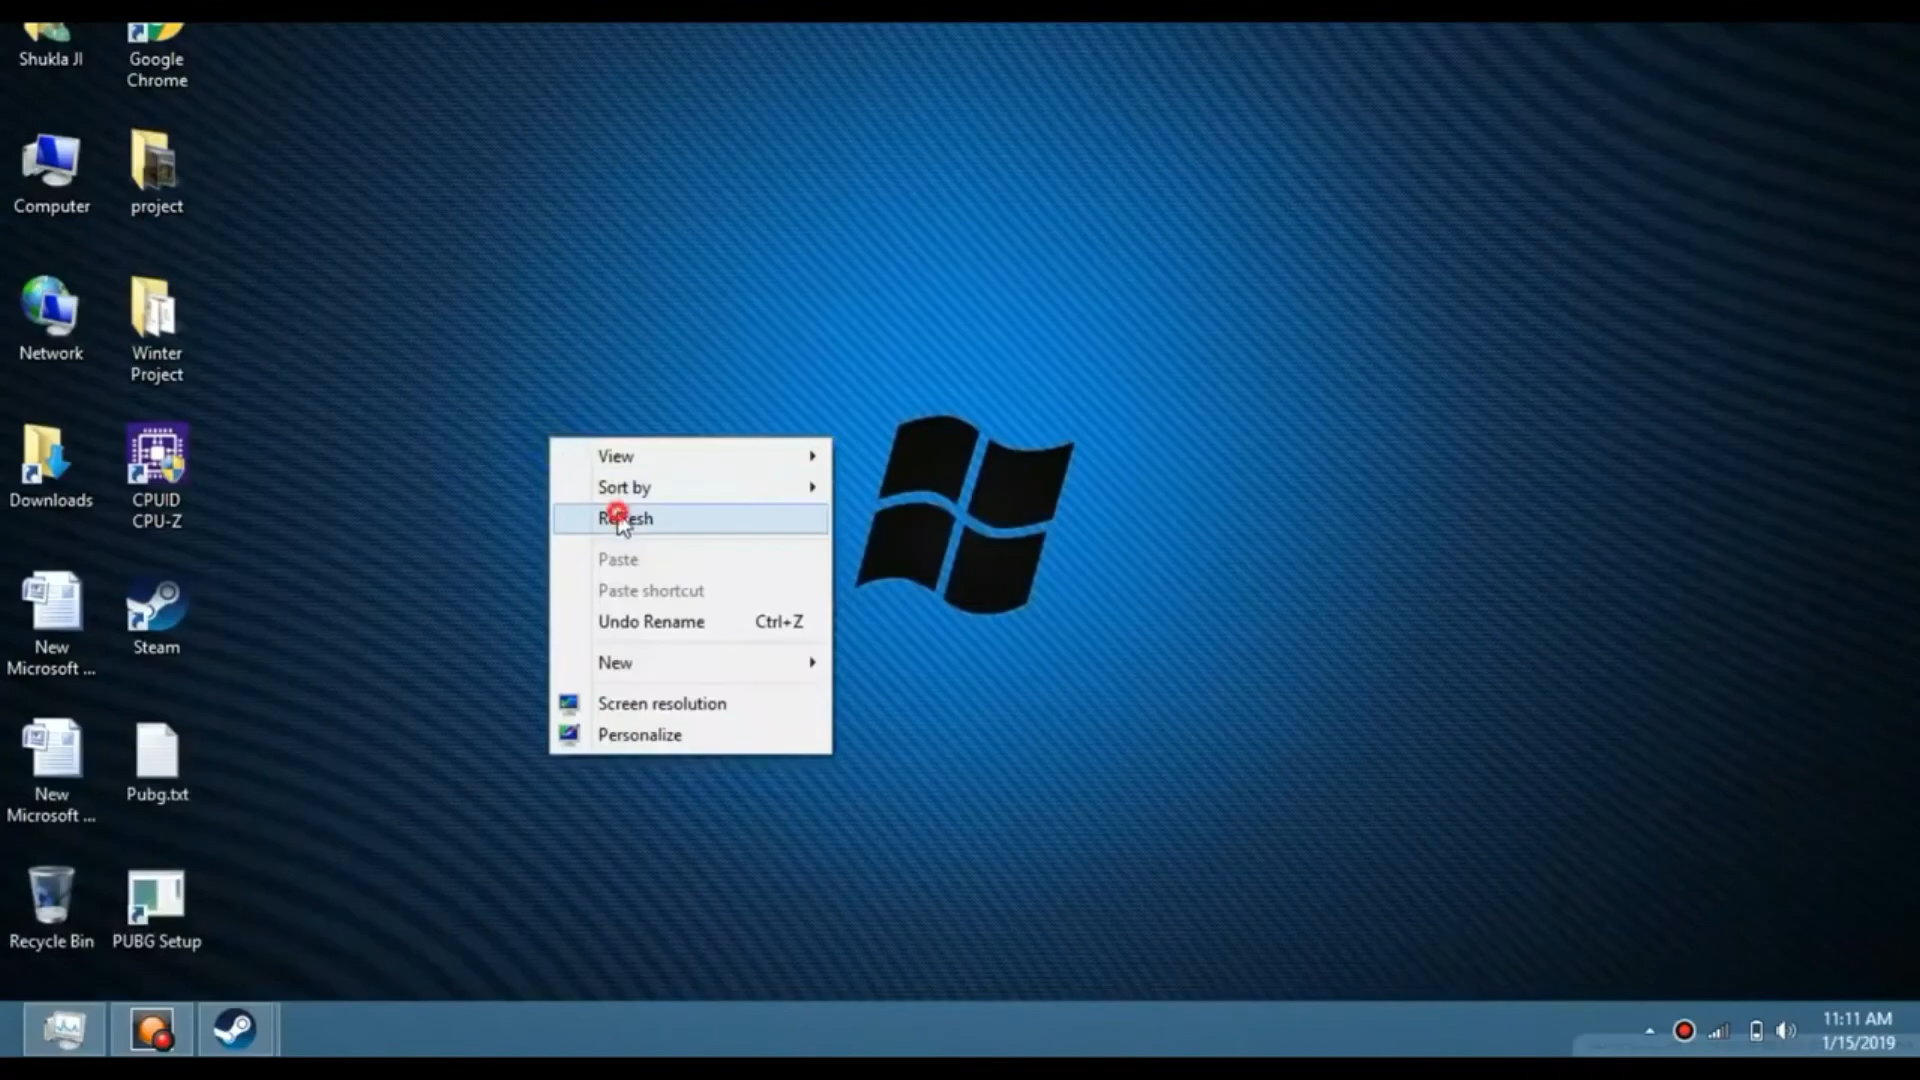 Shukla JI
Google
Chrome
Computer
project
Network
Winter
Project
Downloads
CPUID
CPU-Z
New
Microsoft ...
Steam
New
Microsoft ...
Pubg.txt
Recycle Bin
PUBG Setup
View
Sort by
Refresh
Paste
Paste shortcut
Undo Rename Ctrl+Z
New
Screen resolution
Personalize
11:11 AM
1/15/2019